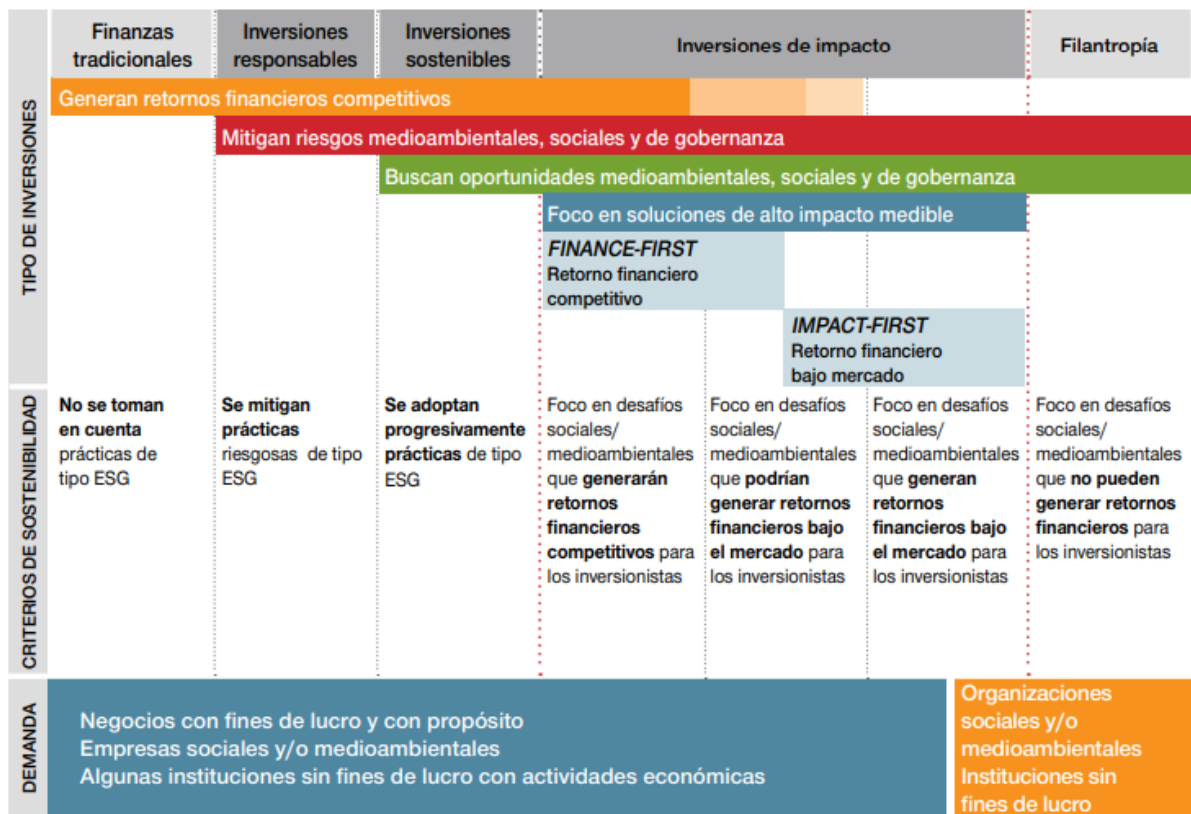 Finanzas
tradicionales
Inversiones
responsables
Inversiones
sostenibles
Inversiones de impacto
Filantropía
TIPO DE INVERSIONES
Generan retornos financieros competitivos
Mitigan riesgos medioambientales, sociales y de gobernanza
Buscan oportunidades medioambientales, sociales y de gobernanza
Foco en soluciones de alto impacto medible
FINANCE-FIRST
Retorno financiero
competitivo
IMPACT-FIRST
Retorno financiero
bajo mercado
CRITERIOS DE SOSTENIBILIDAD
No se toman
en cuenta
prácticas de
tipo ESG
Se mitigan
prácticas
riesgosas de tipo
ESG
Se adoptan
progresivamente
prácticas de tipo
ESG
Foco en desafíos
sociales/
medioambientales
que generarán
retornos
financieros
competitivos para
los inversionistas
Foco en desafíos
sociales/
medioambientales
que podrían
generar retornos
financieros bajo
el mercado para
los inversionistas
Foco en desafíos
sociales/
medioambientales
que generan
retornos
financieros bajo
el mercado para
los inversionistas
Foco en desafíos
sociales/
medioambientales
que no pueden
generar retornos
financieros para
los inversionistas
DEMANDA
Negocios con fines de lucro y con propósito
Empresas sociales y/o medioambientales
Algunas instituciones sin fines de lucro con actividades económicas
Organizaciones
sociales y/o
medioambientales
Instituciones sin
fines de lucro